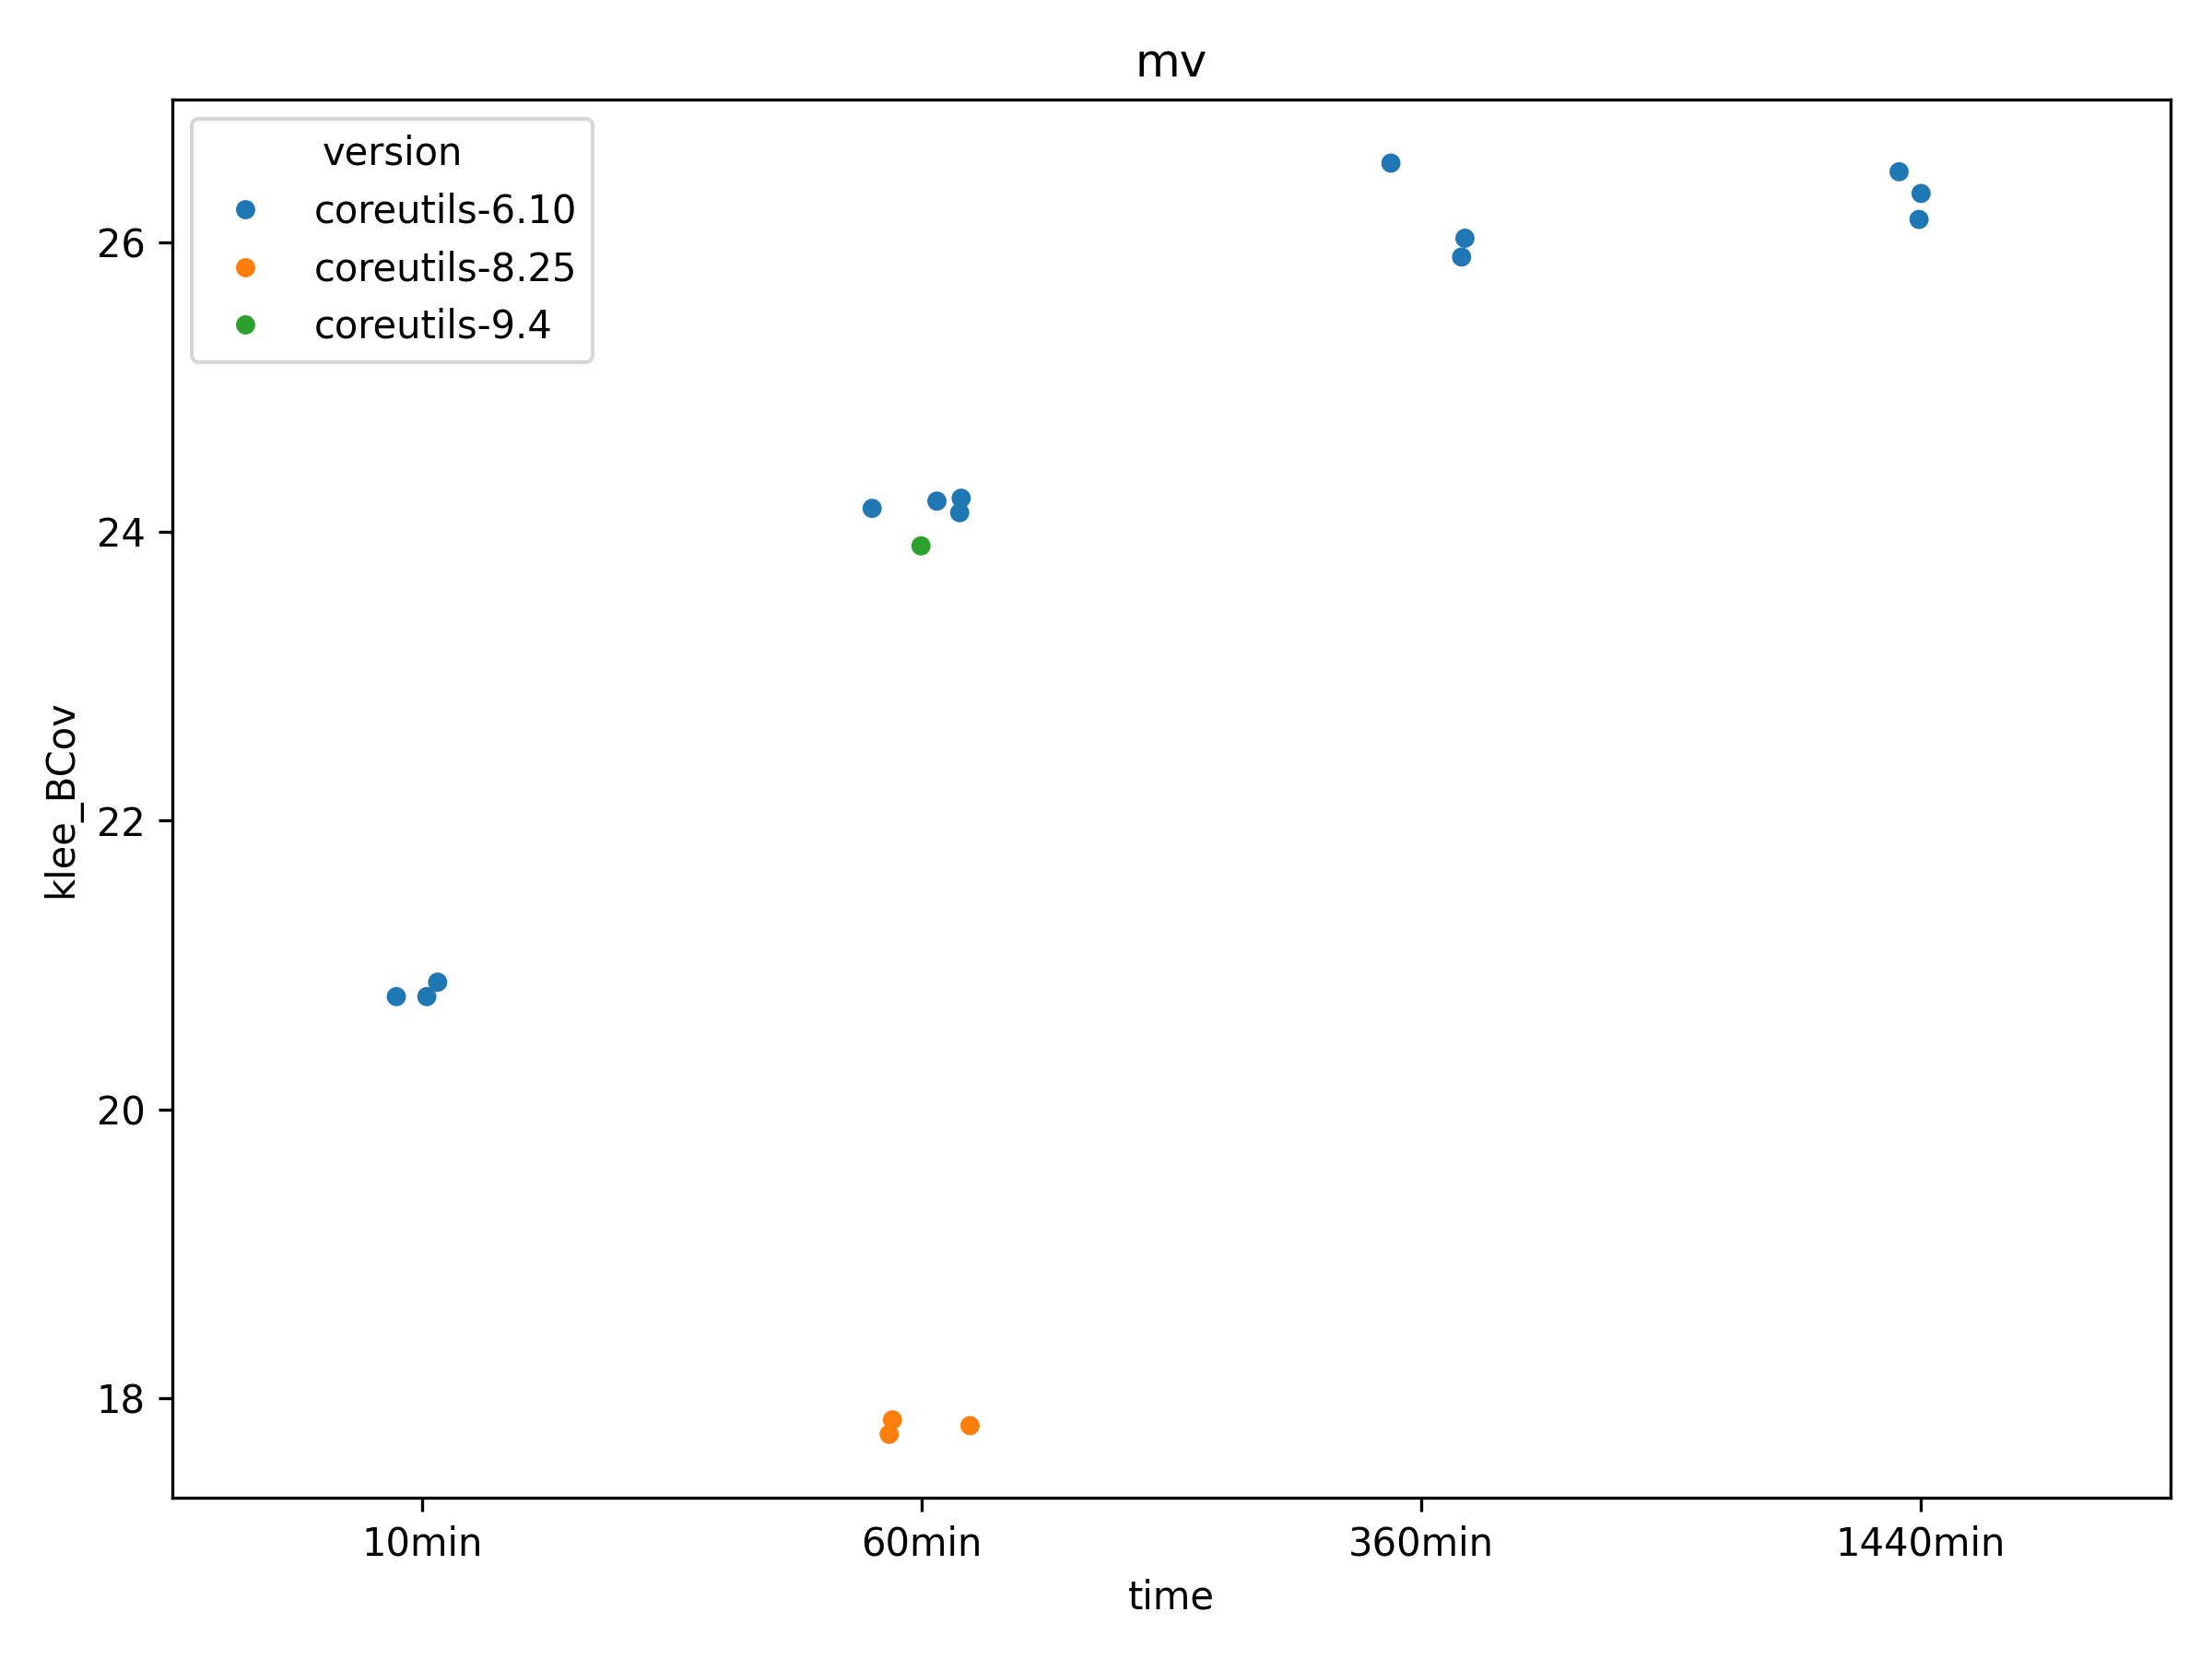 mv
version
coreutils-6.10
coreutils-8.25
coreutils-9.4
klee_BCov
26
24
22
20
18
10min
60min
360min
1440min
time